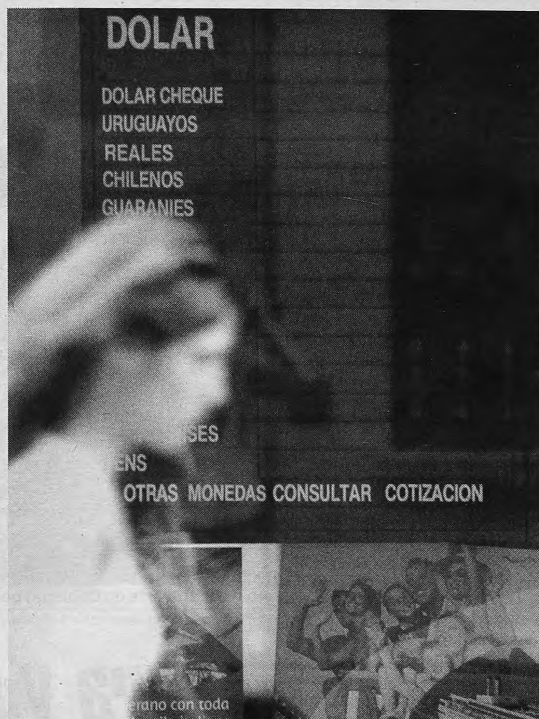 DOLAR
DOLAR CHEQUE
URUGUAYOS
REALES
CHILENOS
GUARANIES
SES
ENS
OTRAS MONEDAS CONSULTAR COTIZACION
erano con toda